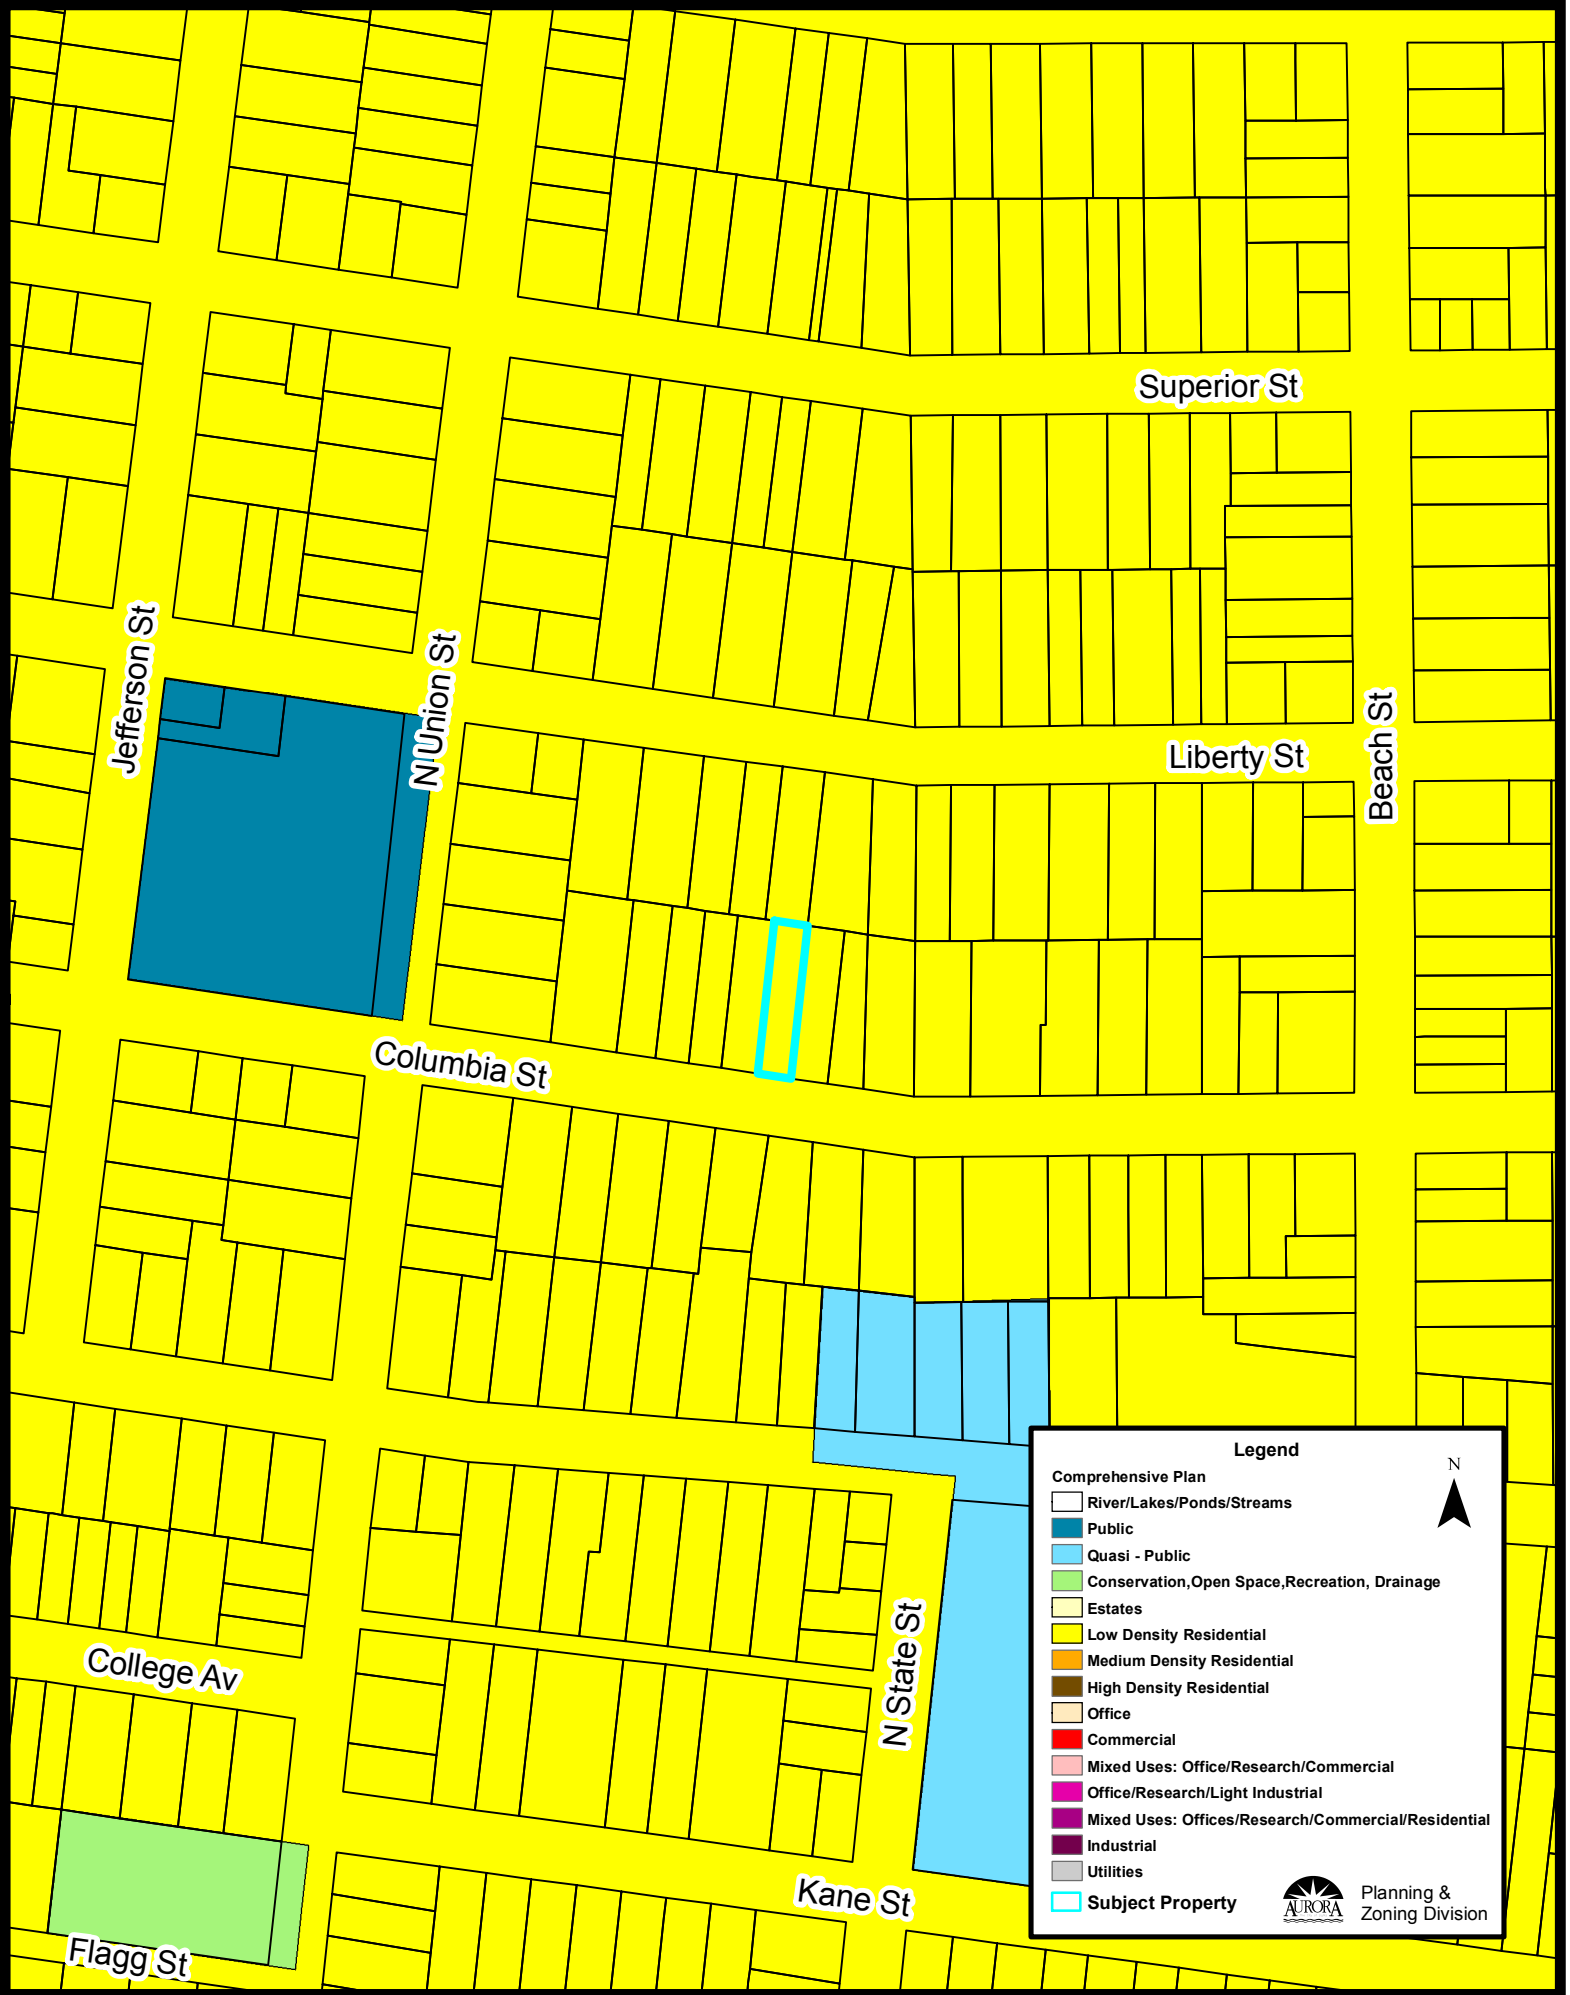 Superior St
Jefferson St
N Union St
Liberty St
Beach St
Columbia St
College Av
N State St
Kane St
Flagg St
Legend
N
Comprehensive Plan
River/Lakes/Ponds/Streams
Public
Quasi - Public
Conservation,Open Space,Recreation, Drainage
Estates
Low Density Residential
Medium Density Residential
High Density Residential
Office
Commercial
Mixed Uses: Office/Research/Commercial
Office/Research/Light Industrial
Mixed Uses: Offices/Research/Commercial/Residential
Industrial
Utilities
Subject Property
AURORA
Planning &
Zoning Division